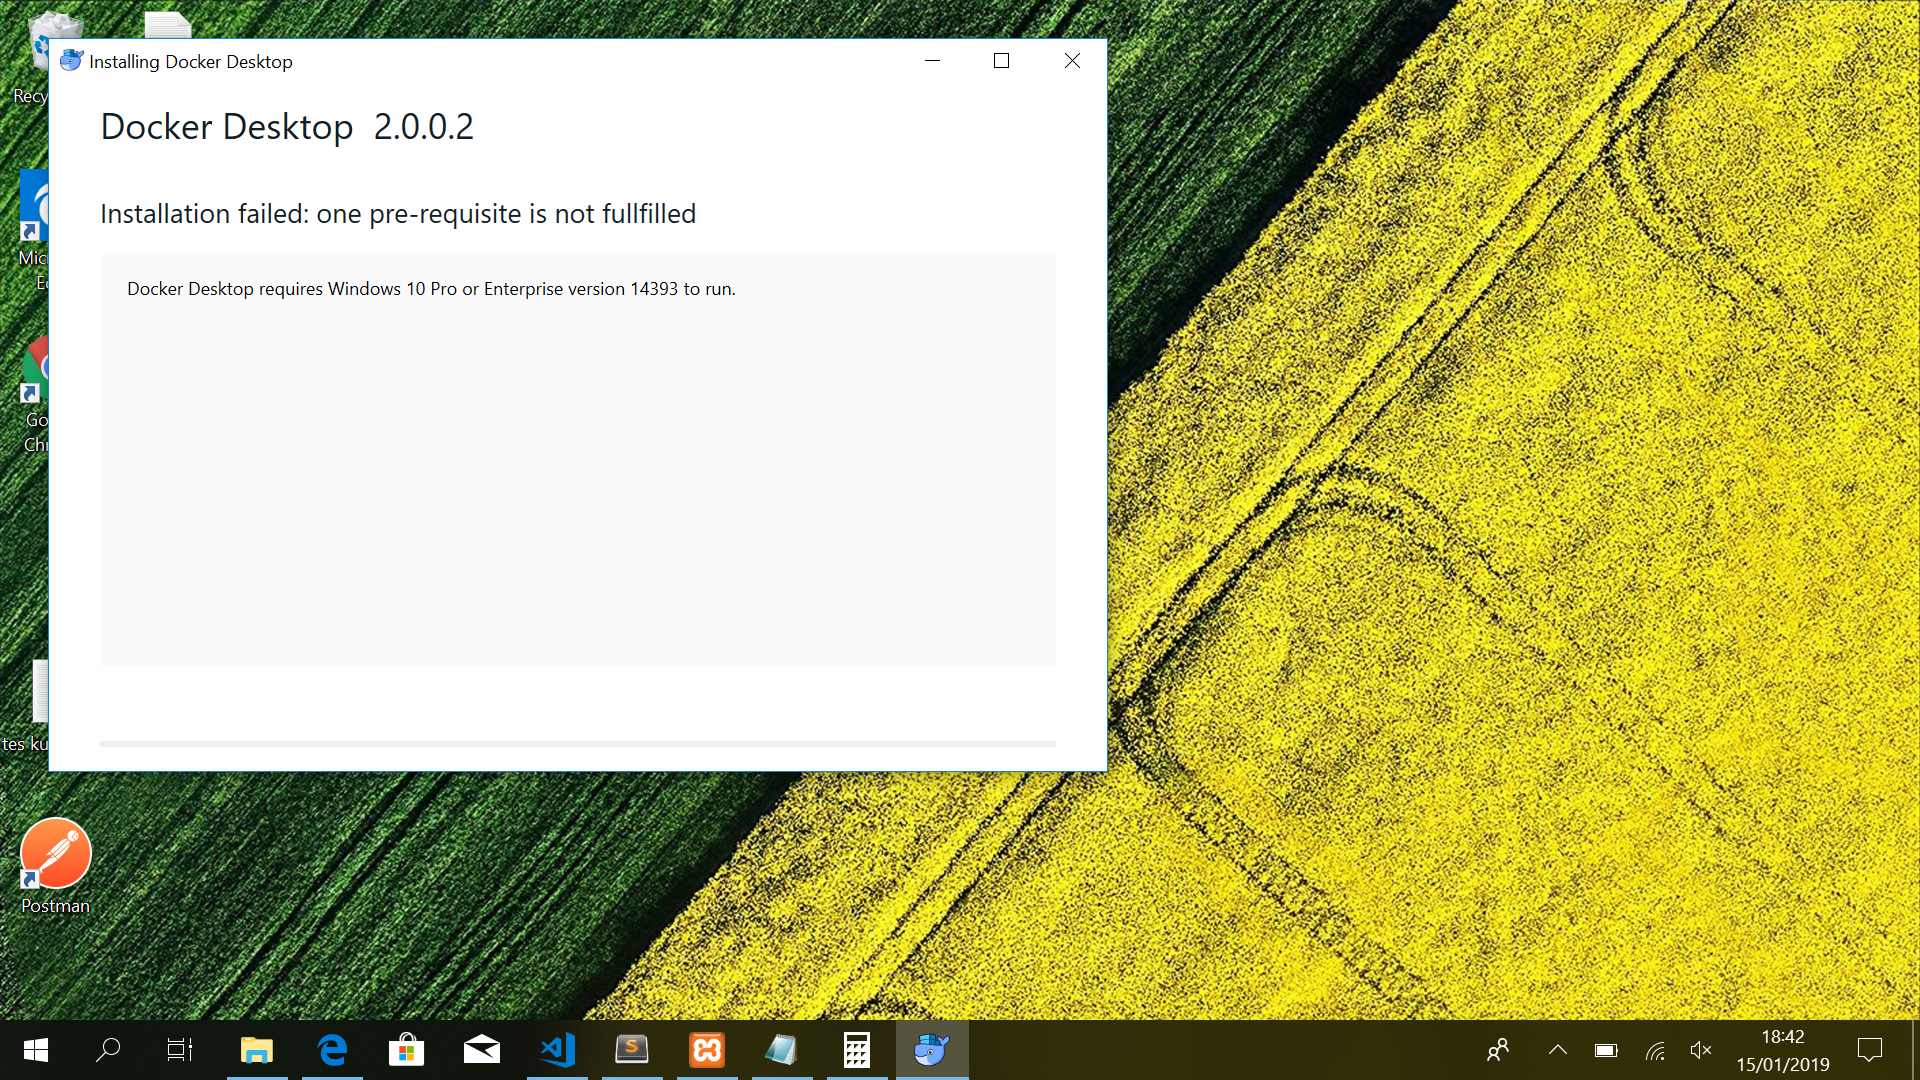 Installing Docker Desktop
Docker Desktop 2.0.0.2
Installation failed: one pre-requisite is not fullfilled
Docker Desktop requires Windows 10 Pro or Enterprise version 14393 to run.
Recy
Mic
E
Go
Ch
tes ku
Postman
S
18:42
15/01/2019